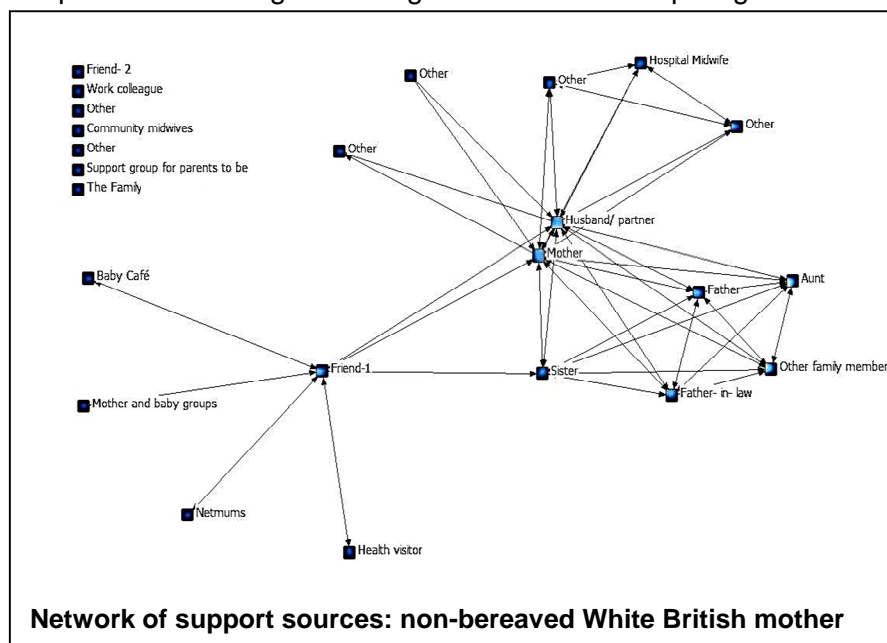 Friend- 2
Work colleague
Other
Community midwives
Other
Support group for parents to be
The Family
Other
Other
Hospital Midwife
Other
Other
Husband/ partner
Mother
Baby Café
Father
Aunt
Friend-1
Sister
Other family member
Father- in- law
Mother and baby groups
Netmums
Health visitor
Network of support sources: non-bereaved White British mother